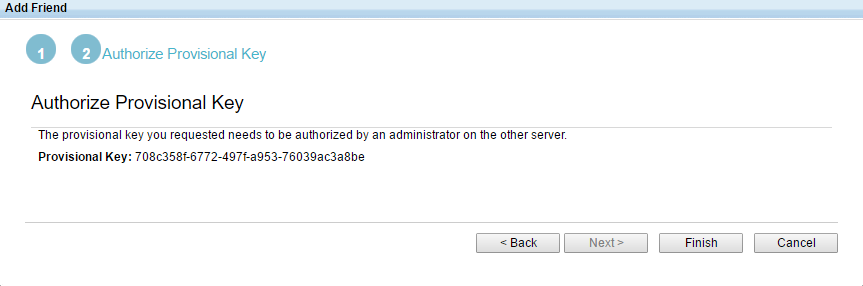 Add Friend
1 2 Authorize Provisional Key
Authorize Provisional Key
The provisional key you requested needs to be authorized by an administrator on the other server.
Provisional Key: 708c358f-6772-497f-a953-76039ac3a8be
< Back Next > Finish Cancel